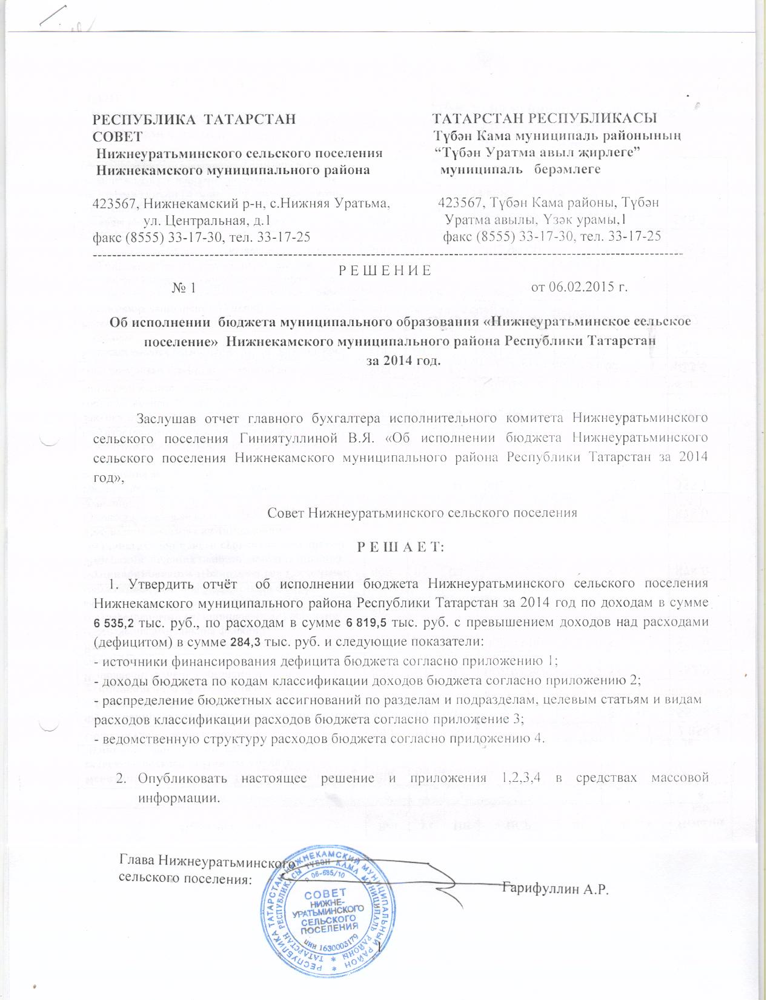 РЕСПУБЛИКА ТАТАРСТАН
СОВЕТ
Нижнеуратьминского сельского поселения
Нижнекамского муниципального района
423567, Нижнекамский р-н, с.Нижняя Уратьма,
ул. Центральная, д.1
факс (8555) 33-17-30, тел. 33-17-25
ТАТАРСТАН РЕСПУБЛИКАСЫ
Түбән Кама муниципаль районының
“Түбән Уратма авыл җирлеге”
муниципаль берәмлеге
423567, Түбән Кама районы, Түбән
Уратма авылы, Үзәк урамы,1
факс (8555) 33-17-30, тел. 33-17-25
Р Е Ш Е Н И Е
№ 1 от 06.02.2015 г.
Об исполнении бюджета муниципального образования «Нижнеуратьминское сельское
поселение» Нижнекамского муниципального района Республики Татарстан
за 2014 год.
Заслушав отчет главного бухгалтера исполнительного комитета Нижнеуратьминского
сельского поселения Гиниятуллиной В.Я. «Об исполнении бюджета Нижнеуратьминского
сельского поселения Нижнекамского муниципального района Республики Татарстан за 2014
год»,
Совет Нижнеуратьминского сельского поселения
Р Е Ш А Е Т:
1. Утвердить отчёт об исполнении бюджета Нижнеуратьминского сельского поселения
Нижнекамского муниципального района Республики Татарстан за 2014 год по доходам в сумме
6 535,2 тыс. руб., по расходам в сумме 6 819,5 тыс. руб. с превышением доходов над расходами
(дефицитом) в сумме 284,3 тыс. руб. и следующие показатели:
- источники финансирования дефицита бюджета согласно приложению 1;
- доходы бюджета по кодам классификации доходов бюджета согласно приложению 2;
- распределение бюджетных ассигнований по разделам и подразделам, целевым статьям и видам
расходов классификации расходов бюджета согласно приложение 3;
- ведомственную структуру расходов бюджета согласно приложению 4.
2. Опубликовать настоящее решение и приложения 1,2,3,4 в средствах массовой
информации.
Глава Нижнеуратьминского
сельского поселения:
Гарифуллин А.Р.
РЕСПУБЛИКА ТАТАРСТАН НИЖНЕКАМСКИЙ МУНИЦИПАЛЬНЫЙ РАЙОН
ТАТАРСТАН РЕСПУБЛИКАСЫ ТҮБӘН КАМА МУНИЦИПАЛЬ РАЙОНЫ
Р 06-685/10
СОВЕТ
НИЖНЕ-
УРАТЬМИНСКОГО
СЕЛЬСКОГО
ПОСЕЛЕНИЯ
ИНН 1630003179
1